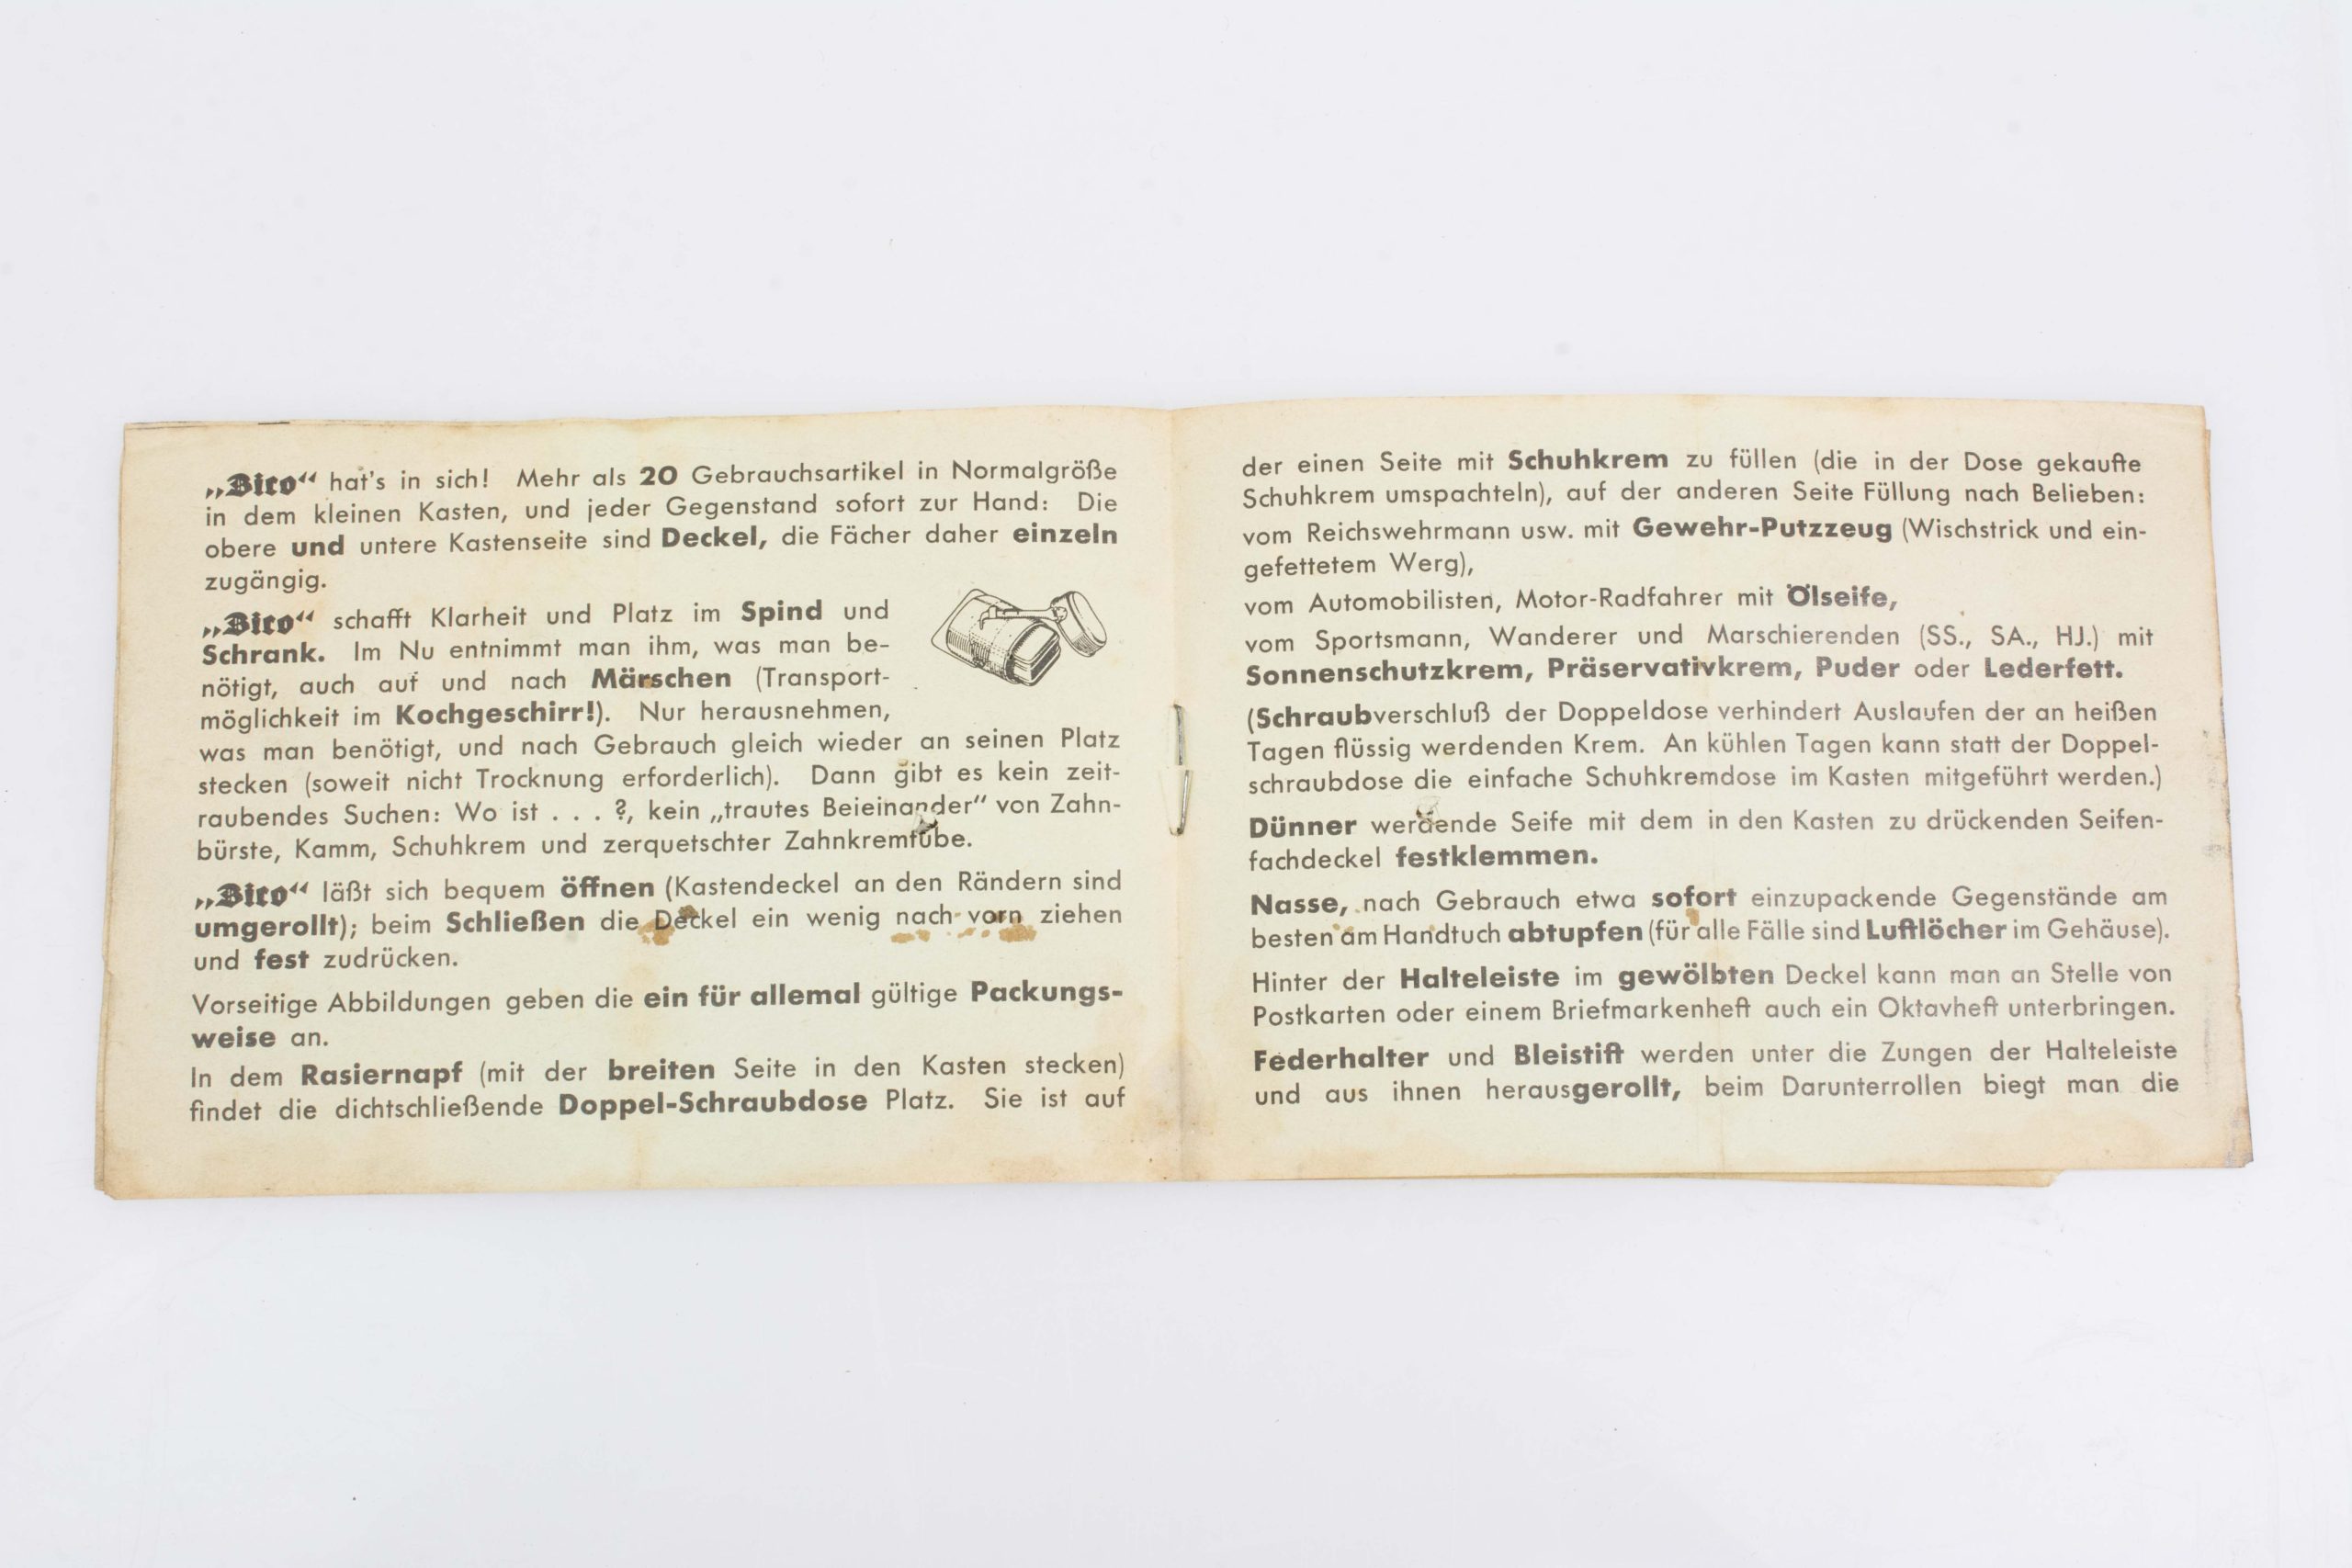 „Bico“ hat's in sich! Mehr als 20 Gebrauchsartikel in Normalgröße
in dem kleinen Kasten, und jeder Gegenstand sofort zur Hand: Die
obere und untere Kastenseite sind Deckel, die Fächer daher einzeln
zugängig.
„Bico“ schafft Klarheit und Platz im Spind und
Schrank. Im Nu entnimmt man ihm, was man be-
nötigt, auch auf und nach Märschen (Transport-
möglichkeit im Kochgeschirr!). Nur herausnehmen,
was man benötigt, und nach Gebrauch gleich wieder an seinen Platz
stecken (soweit nicht Trocknung erforderlich). Dann gibt es kein zeit-
raubendes Suchen: Wo ist . . . ?, kein „trautes Beieinander“ von Zahn-
bürste, Kamm, Schuhkrem und zerquetschter Zahnkremtube.
„Bico“ läßt sich bequem öffnen (Kastendeckel an den Rändern sind
umgerollt); beim Schließen die Deckel ein wenig nach vorn ziehen
und fest zudrücken.
Vorseitige Abbildungen geben die ein für allemal gültige Packungs-
weise an.
In dem Rasiernapf (mit der breiten Seite in den Kasten stecken)
findet die dichtschließende Doppel-Schraubdose Platz. Sie ist auf
der einen Seite mit Schuhkrem zu füllen (die in der Dose gekaufte
Schuhkrem umspachteln), auf der anderen Seite Füllung nach Belieben:
vom Reichswehrmann usw. mit Gewehr-Putzzeug (Wischstrick und ein-
gefettetem Werg),
vom Automobilisten, Motor-Radfahrer mit Ölseife,
vom Sportsmann, Wanderer und Marschierenden (SS., SA., HJ.) mit
Sonnenschutzkrem, Präservativkrem, Puder oder Lederfett.
(Schraubverschluß der Doppeldose verhindert Auslaufen der an heißen
Tagen flüssig werdenden Krem. An kühlen Tagen kann statt der Doppel-
schraubdose die einfache Schuhkremdose im Kasten mitgeführt werden.)
Dünner werdende Seife mit dem in den Kasten zu drückenden Seifen-
fachdeckel festklemmen.
Nasse, nach Gebrauch etwa sofort einzupackende Gegenstände am
besten am Handtuch abtupfen (für alle Fälle sind Luftlöcher im Gehäuse).
Hinter der Halteleiste im gewölbten Deckel kann man an Stelle von
Postkarten oder einem Briefmarkenheft auch ein Oktavheft unterbringen.
Federhalter und Bleistift werden unter die Zungen der Halteleiste
und aus ihnen herausgerollt, beim Darunterrollen biegt man die